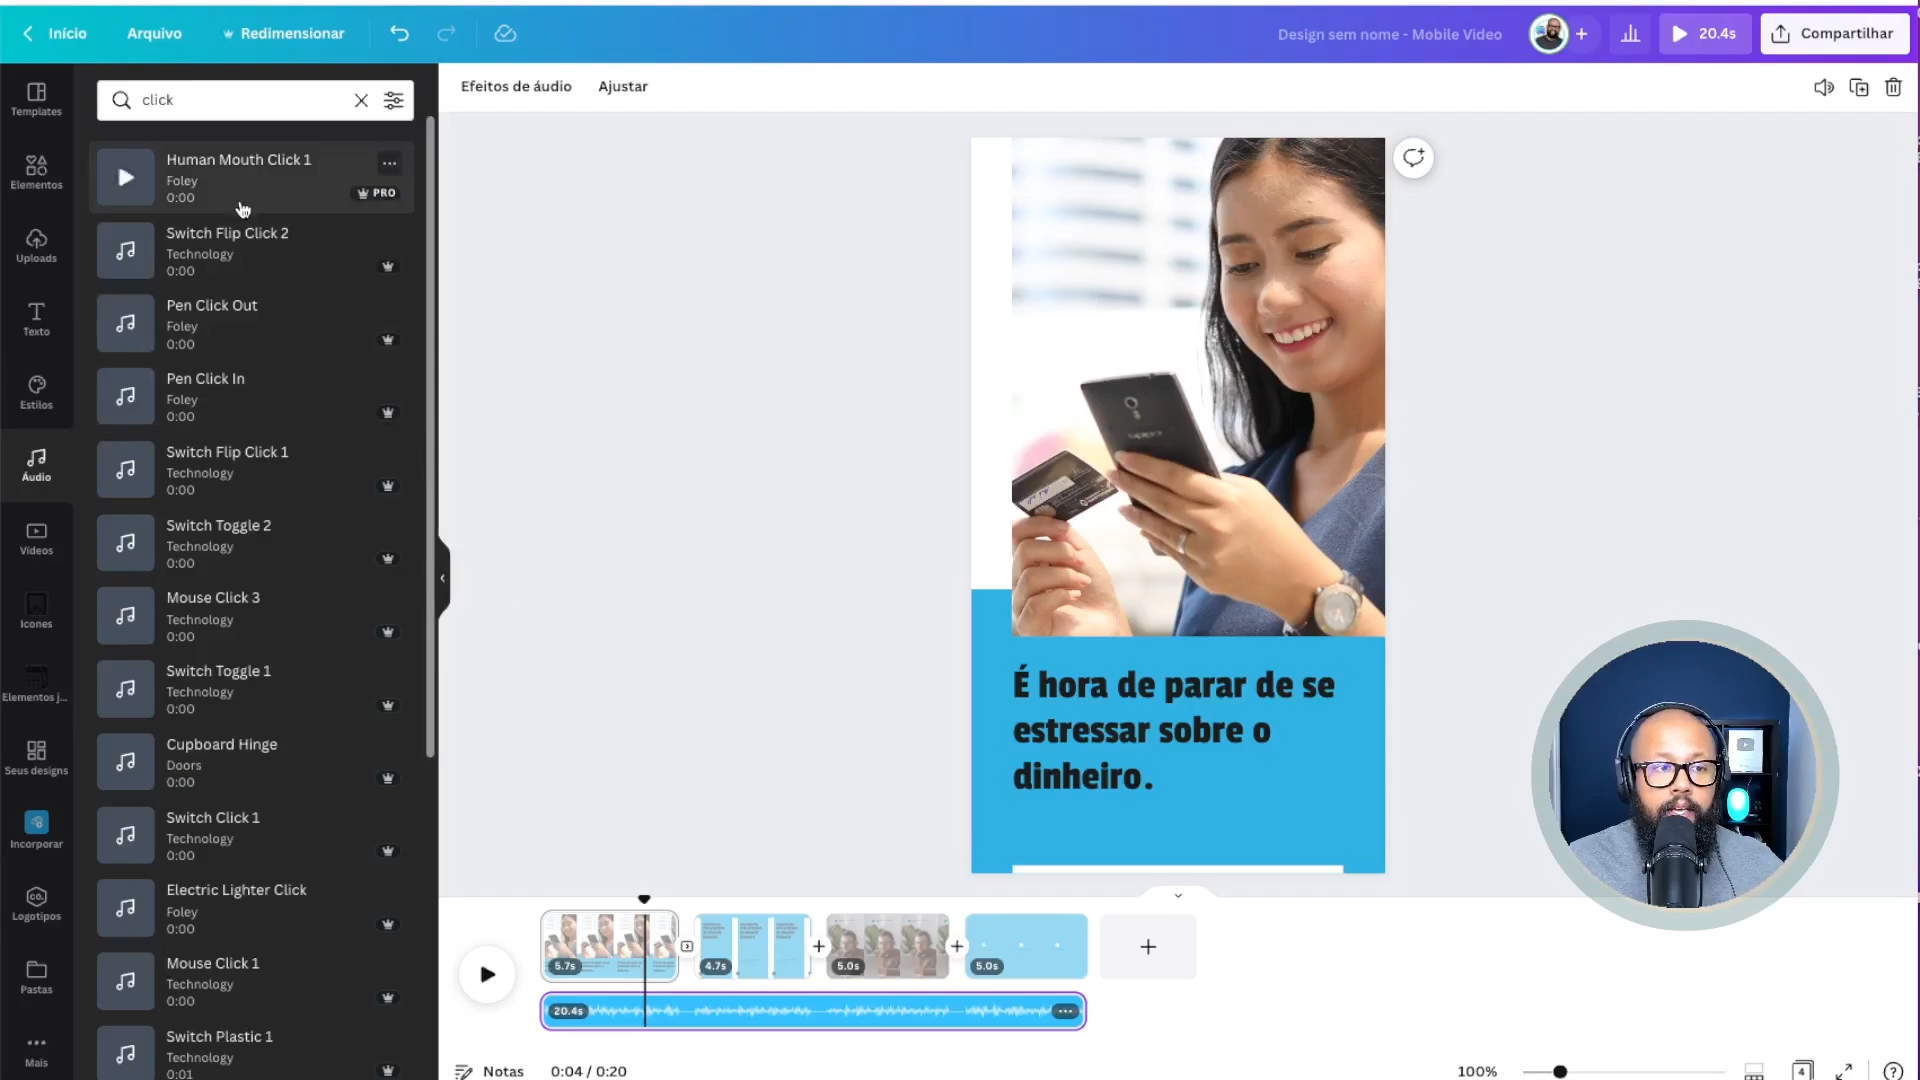 Início
Arquivo
Redimensionar
Design sem nome - Mobile Video
20.4s
Compartilhar
Templates
Elementos
Uploads
Texto
Estilos
Áudio
Vídeos
Icones
Elementos j...
Seus designs
Incorporar
Logotipos
Pastas
Mais
click
Human Mouth Click 1
Foley
0:00
PRO
Switch Flip Click 2
Technology
0:00
Pen Click Out
Foley
0:00
Pen Click In
Foley
0:00
Switch Flip Click 1
Technology
0:00
Switch Toggle 2
Technology
0:00
Mouse Click 3
Technology
0:00
Switch Toggle 1
Technology
0:00
Cupboard Hinge
Doors
0:00
Switch Click 1
Technology
0:00
Electric Lighter Click
Foley
0:00
Mouse Click 1
Technology
0:00
Switch Plastic 1
Technology
0:01
Efeitos de áudio
Ajustar
oppo
É hora de parar de se
estressar sobre o
dinheiro.
5.7s
4.7s
5.0s
5.0s
20.4s
Notas
0:04 / 0:20
100%
4